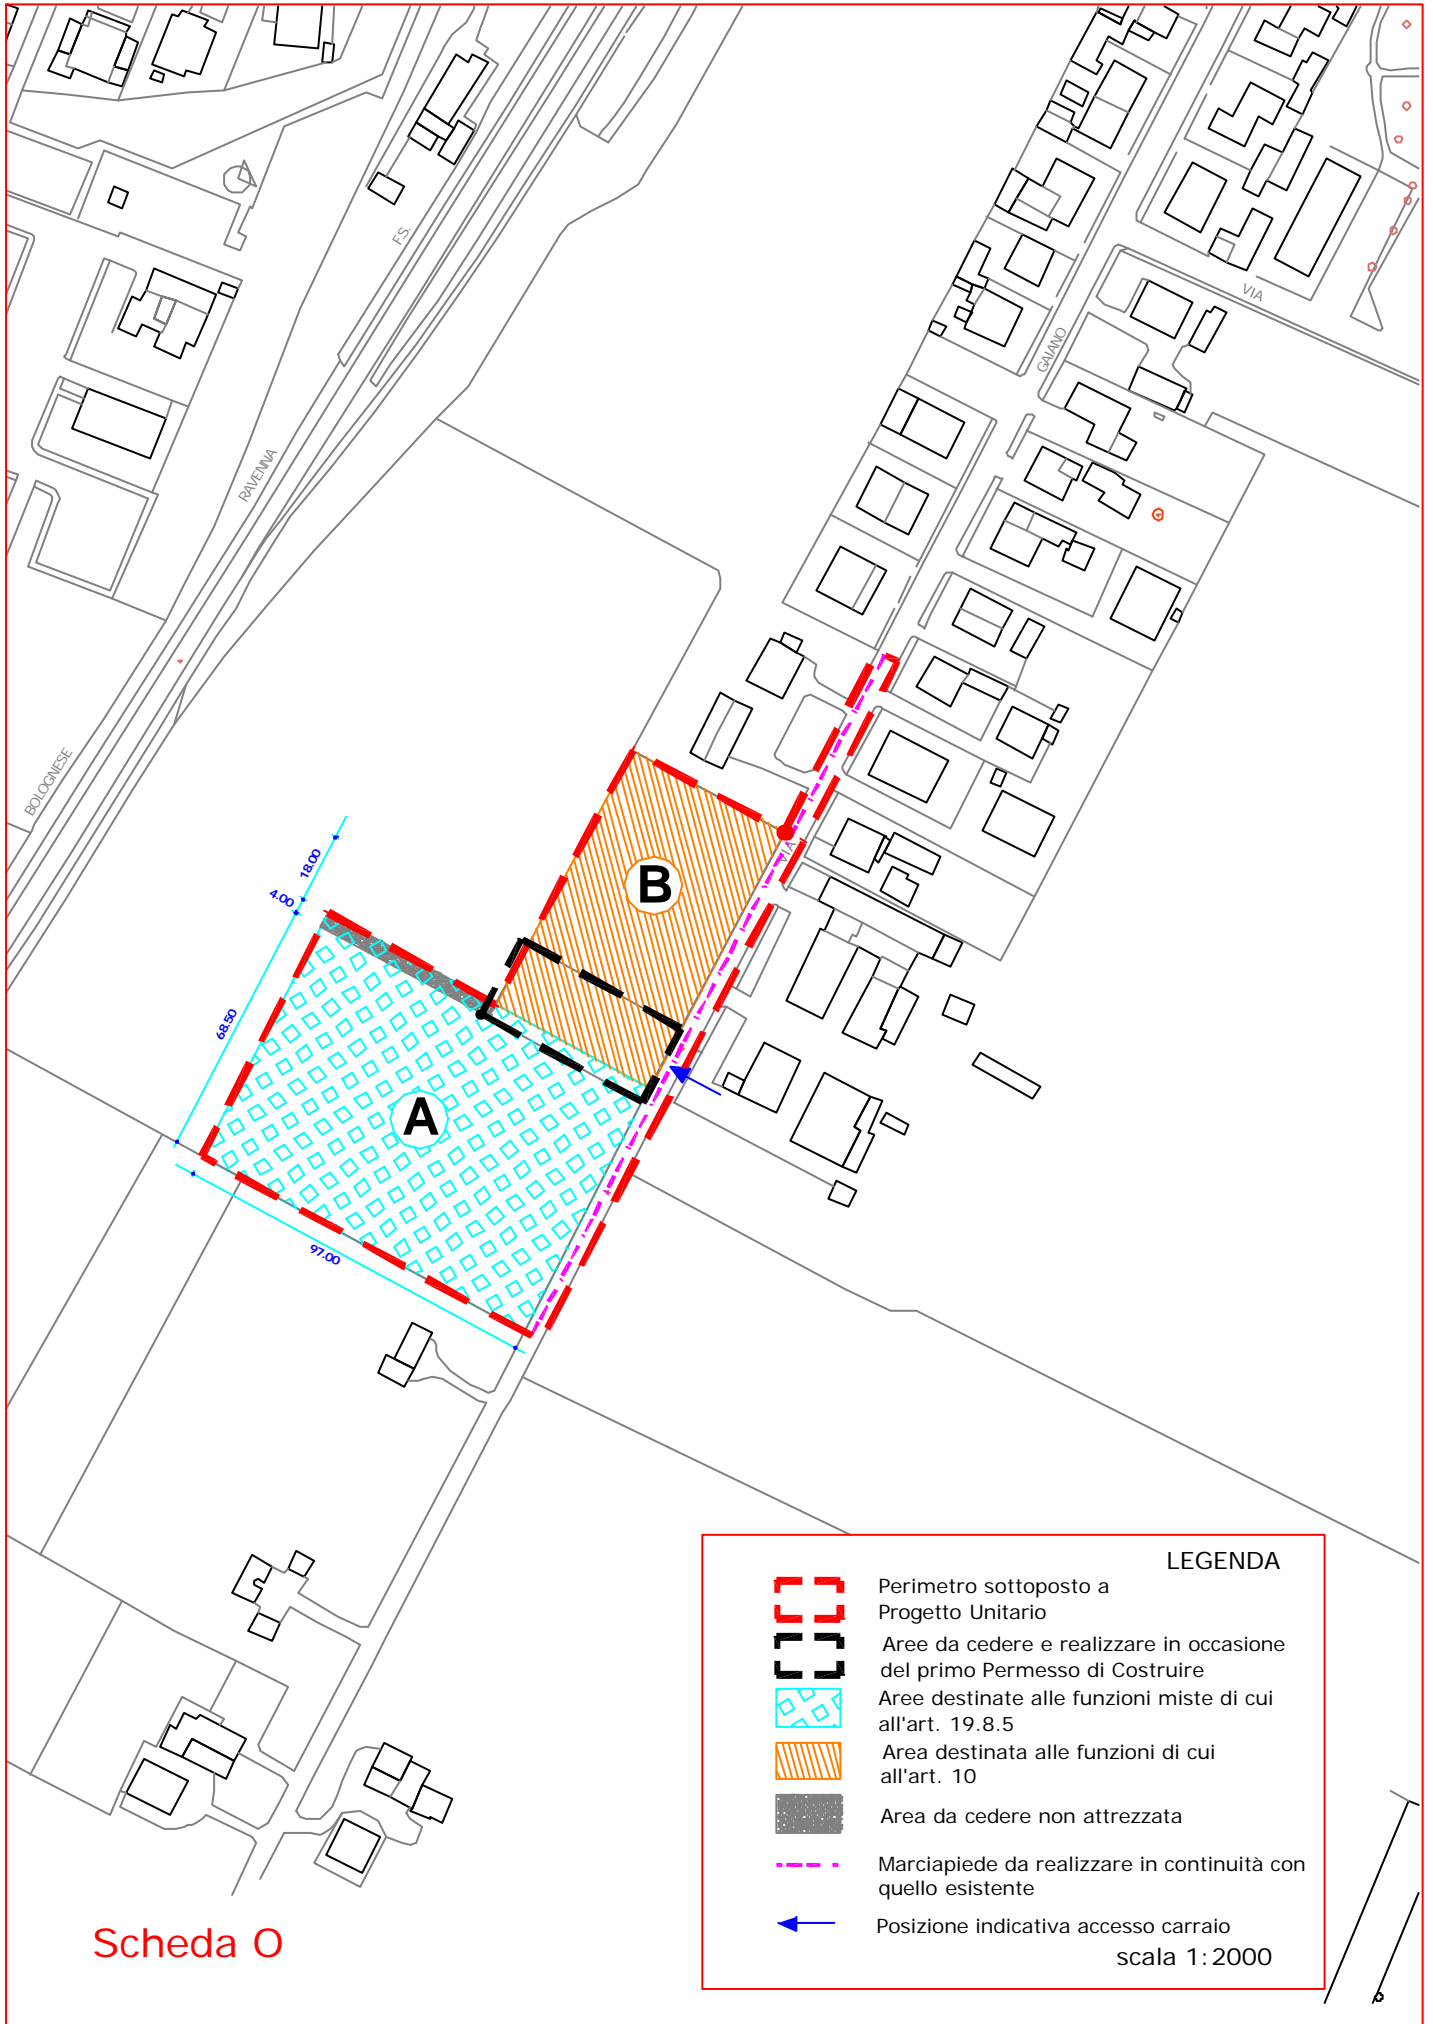 F.S.
VIA
GAIANO
RAVENNA
BOLOGNESE
VIA
18.00
4.00
B
68.50
A
97.00
LEGENDA
Perimetro sottoposto a
Progetto Unitario
Aree da cedere e realizzare in occasione
del primo Permesso di Costruire
Aree destinate alle funzioni miste di cui
all'art. 19.8.5
Area destinata alle funzioni di cui
all'art. 10
Area da cedere non attrezzata
Marciapiede da realizzare in continuità con
quello esistente
Posizione indicativa accesso carraio
scala 1:2000
Scheda O